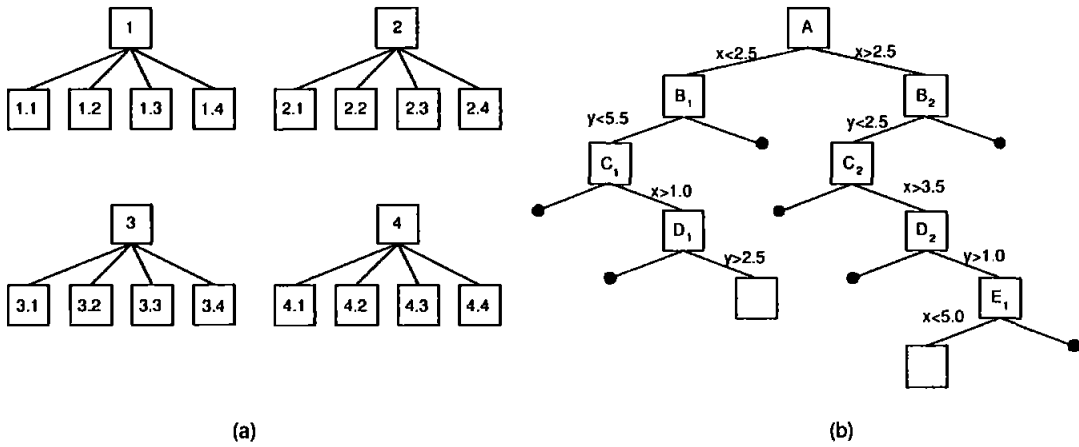 1
2
1.1 1.2 1.3 1.4
2.1 2.2 2.3 2.4
3
4
3.1 3.2 3.3 3.4
4.1 4.2 4.3 4.4
(a)
A
x<2.5 x>2.5
B₁ B₂
y<5.5 y<2.5
C₁ C₂
x>1.0 x>3.5
D₁ D₂
y>2.5 y>1.0
E₁
x<5.0
(b)